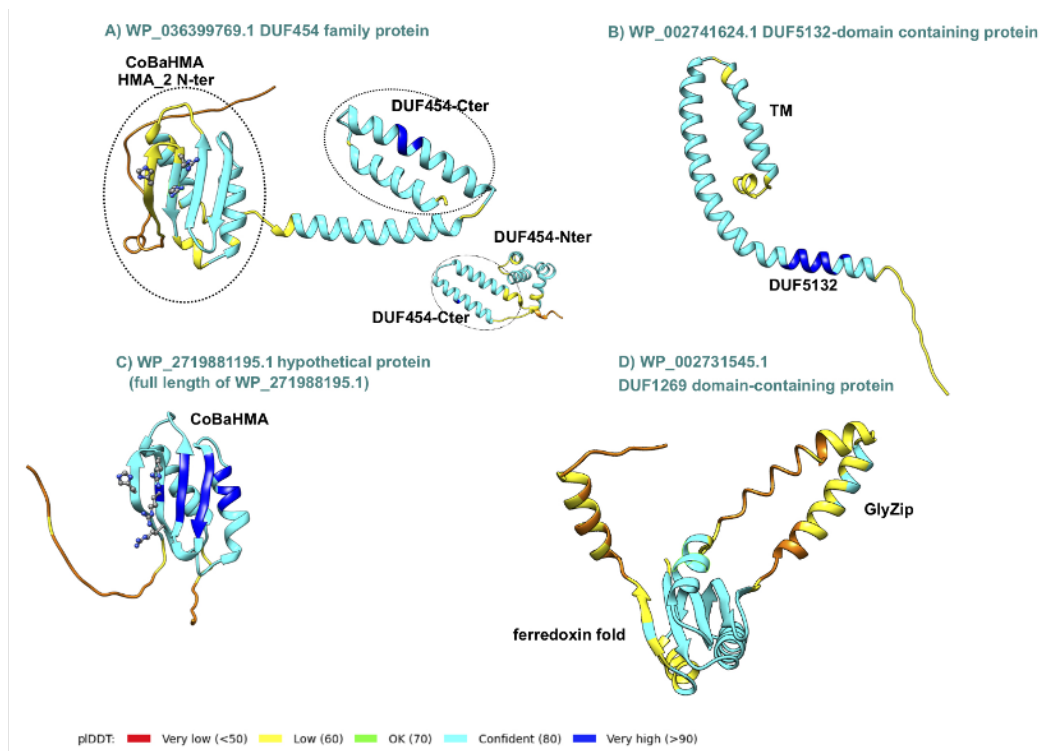 A) WP_036399769.1 DUF454 family protein
CoBaHMA
HMA_2 N-ter
DUF454-Cter
DUF454-Nter
DUF454-Cter
B) WP_002741624.1 DUF5132-domain containing protein
TM
DUF5132
C) WP_2719881195.1 hypothetical protein
(full length of WP_271988195.1)
CoBaHMA
D) WP_002731545.1
DUF1269 domain-containing protein
GlyZip
ferredoxin fold
plDDT: Very low (<50) Low (60) OK (70) Confident (80) Very high (>90)